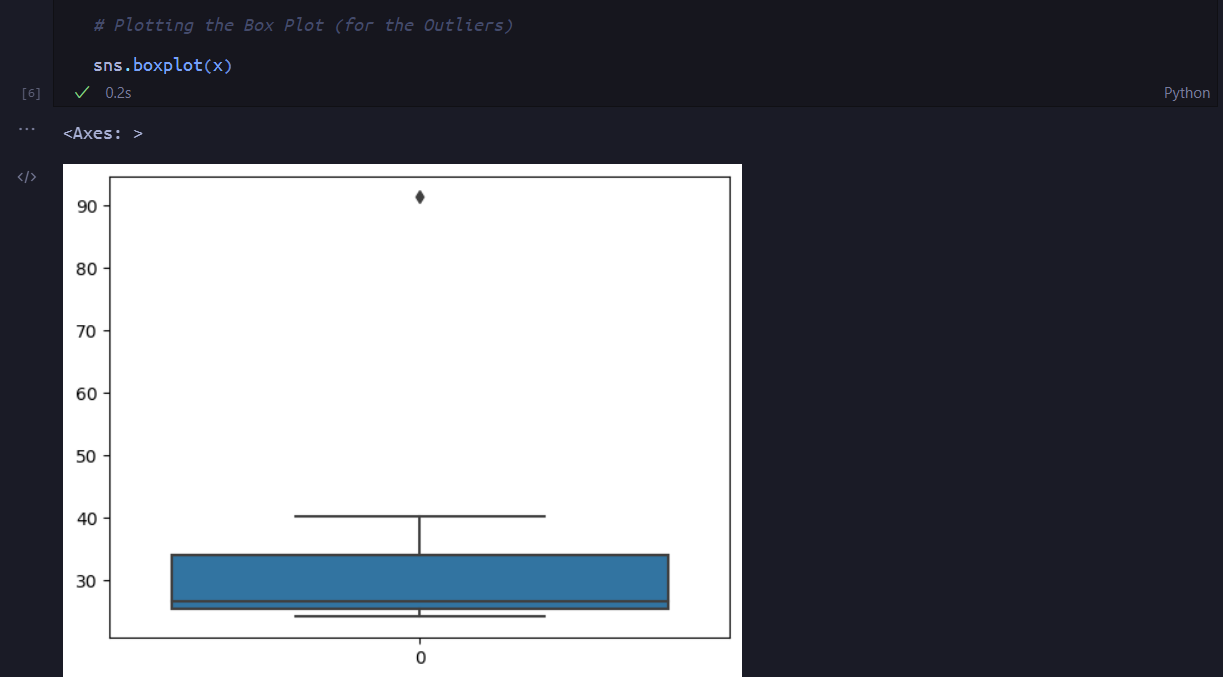 # Plotting the Box Plot (for the Outliers)
sns.boxplot(x)
[6]
0.2s
Python
...
<Axes: >
</>
90
80
70
60
50
40
30
0